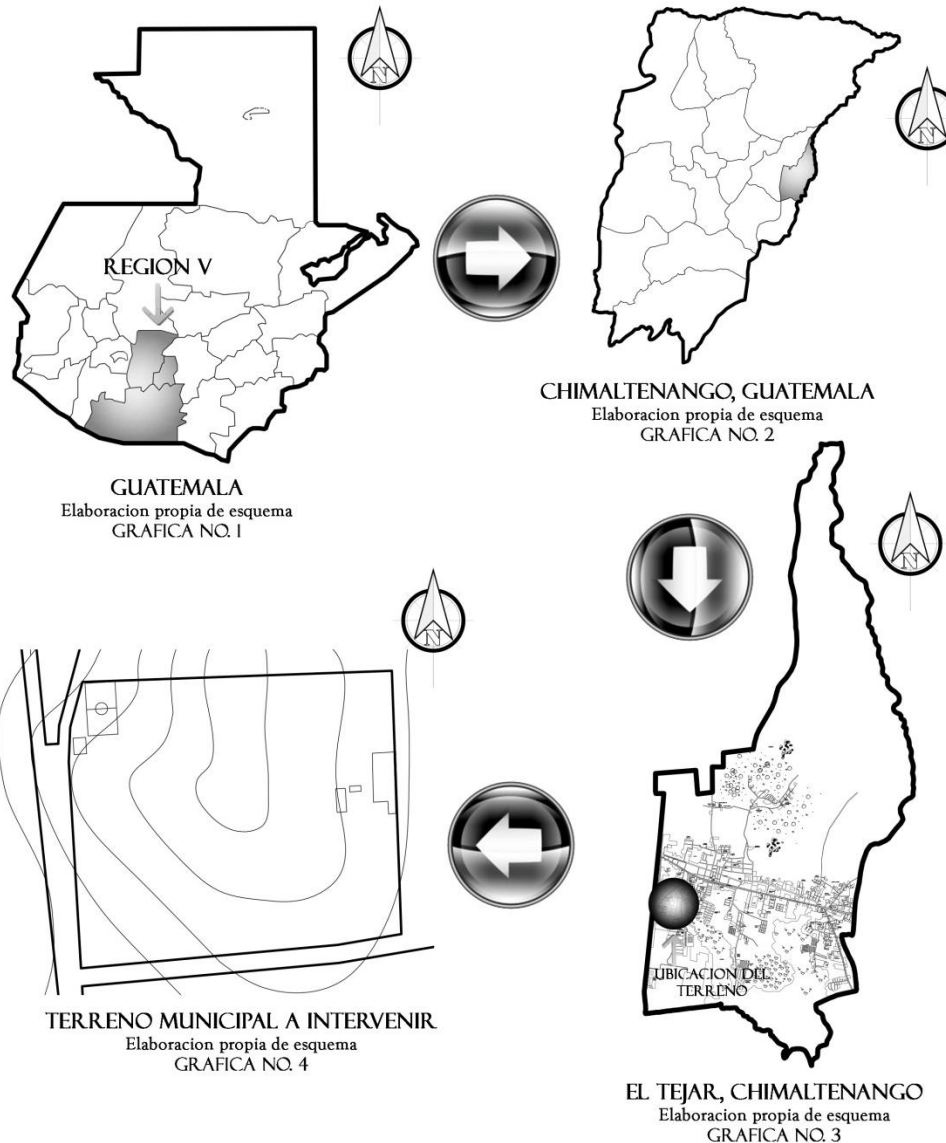 N
N
REGION V
GUATEMALA
Elaboracion propia de esquema
GRAFICA NO. 1
CHIMALTENANGO, GUATEMALA
Elaboracion propia de esquema
GRAFICA NO. 2
N
UBICACION DEL
TERRENO
EL TEJAR, CHIMALTENANGO
Elaboracion propia de esquema
GRAFICA NO. 3
N
TERRENO MUNICIPAL A INTERVENIR
Elaboracion propia de esquema
GRAFICA NO. 4